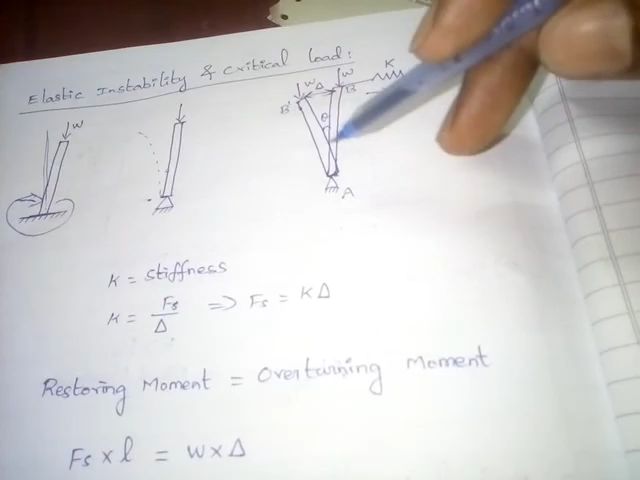 Elastic Instability & Critical Load:
W
W Δ W K
B' B
θ
A
K = stiffness
K = Fs / Δ ⇒ Fs = KΔ
Restoring Moment = Overturning Moment
Fs × l = W × Δ